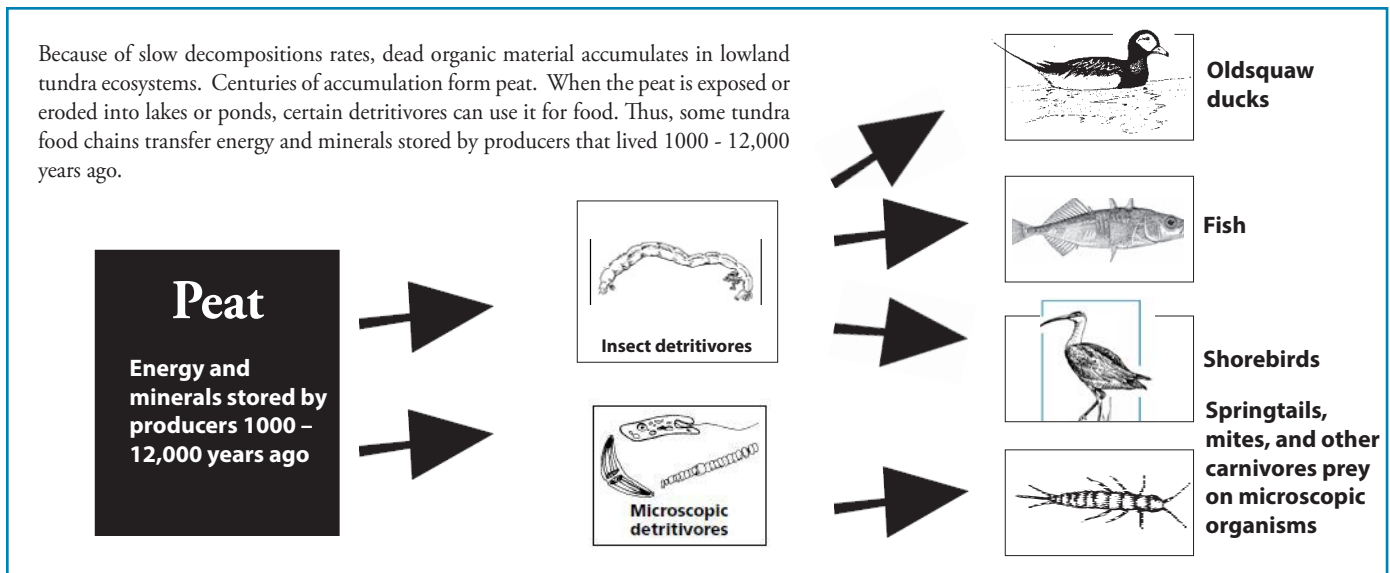 Because of slow decompositions rates, dead organic material accumulates in lowland
tundra ecosystems. Centuries of accumulation form peat. When the peat is exposed or
eroded into lakes or ponds, certain detritivores can use it for food. Thus, some tundra
food chains transfer energy and minerals stored by producers that lived 1000 - 12,000
years ago.
Peat
Energy and
minerals stored by
producers 1000 –
12,000 years ago
Insect detritivores
Microscopic
detritivores
Oldsquaw
ducks
Fish
Shorebirds
Springtails,
mites, and other
carnivores prey
on microscopic
organisms